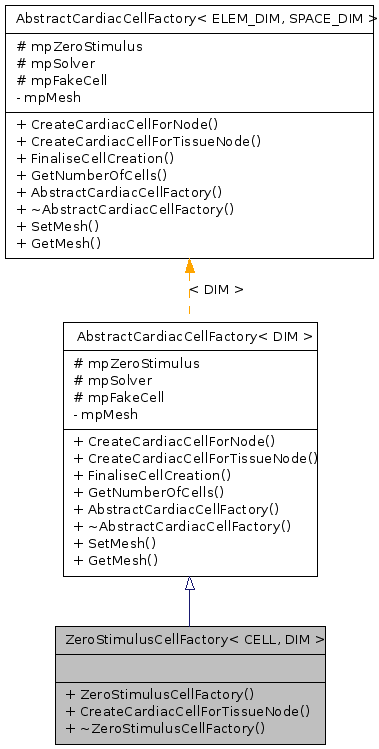 AbstractCardiacCellFactory< ELEM_DIM, SPACE_DIM >
# mpZeroStimulus
# mpSolver
# mpFakeCell
- mpMesh
+ CreateCardiacCellForNode()
+ CreateCardiacCellForTissueNode()
+ FinaliseCellCreation()
+ GetNumberOfCells()
+ AbstractCardiacCellFactory()
+ ~AbstractCardiacCellFactory()
+ SetMesh()
+ GetMesh()
< DIM >
AbstractCardiacCellFactory< DIM >
# mpZeroStimulus
# mpSolver
# mpFakeCell
- mpMesh
+ CreateCardiacCellForNode()
+ CreateCardiacCellForTissueNode()
+ FinaliseCellCreation()
+ GetNumberOfCells()
+ AbstractCardiacCellFactory()
+ ~AbstractCardiacCellFactory()
+ SetMesh()
+ GetMesh()
ZeroStimulusCellFactory< CELL, DIM >
+ ZeroStimulusCellFactory()
+ CreateCardiacCellForTissueNode()
+ ~ZeroStimulusCellFactory()